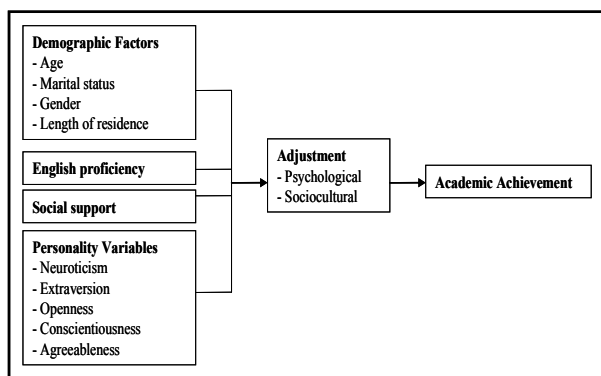 Demographic Factors
- Age
- Marital status
- Gender
- Length of residence
English proficiency
Social support
Personality Variables
- Neuroticism
- Extraversion
- Openness
- Conscientiousness
- Agreeableness
Adjustment
- Psychological
- Sociocultural
Academic Achievement